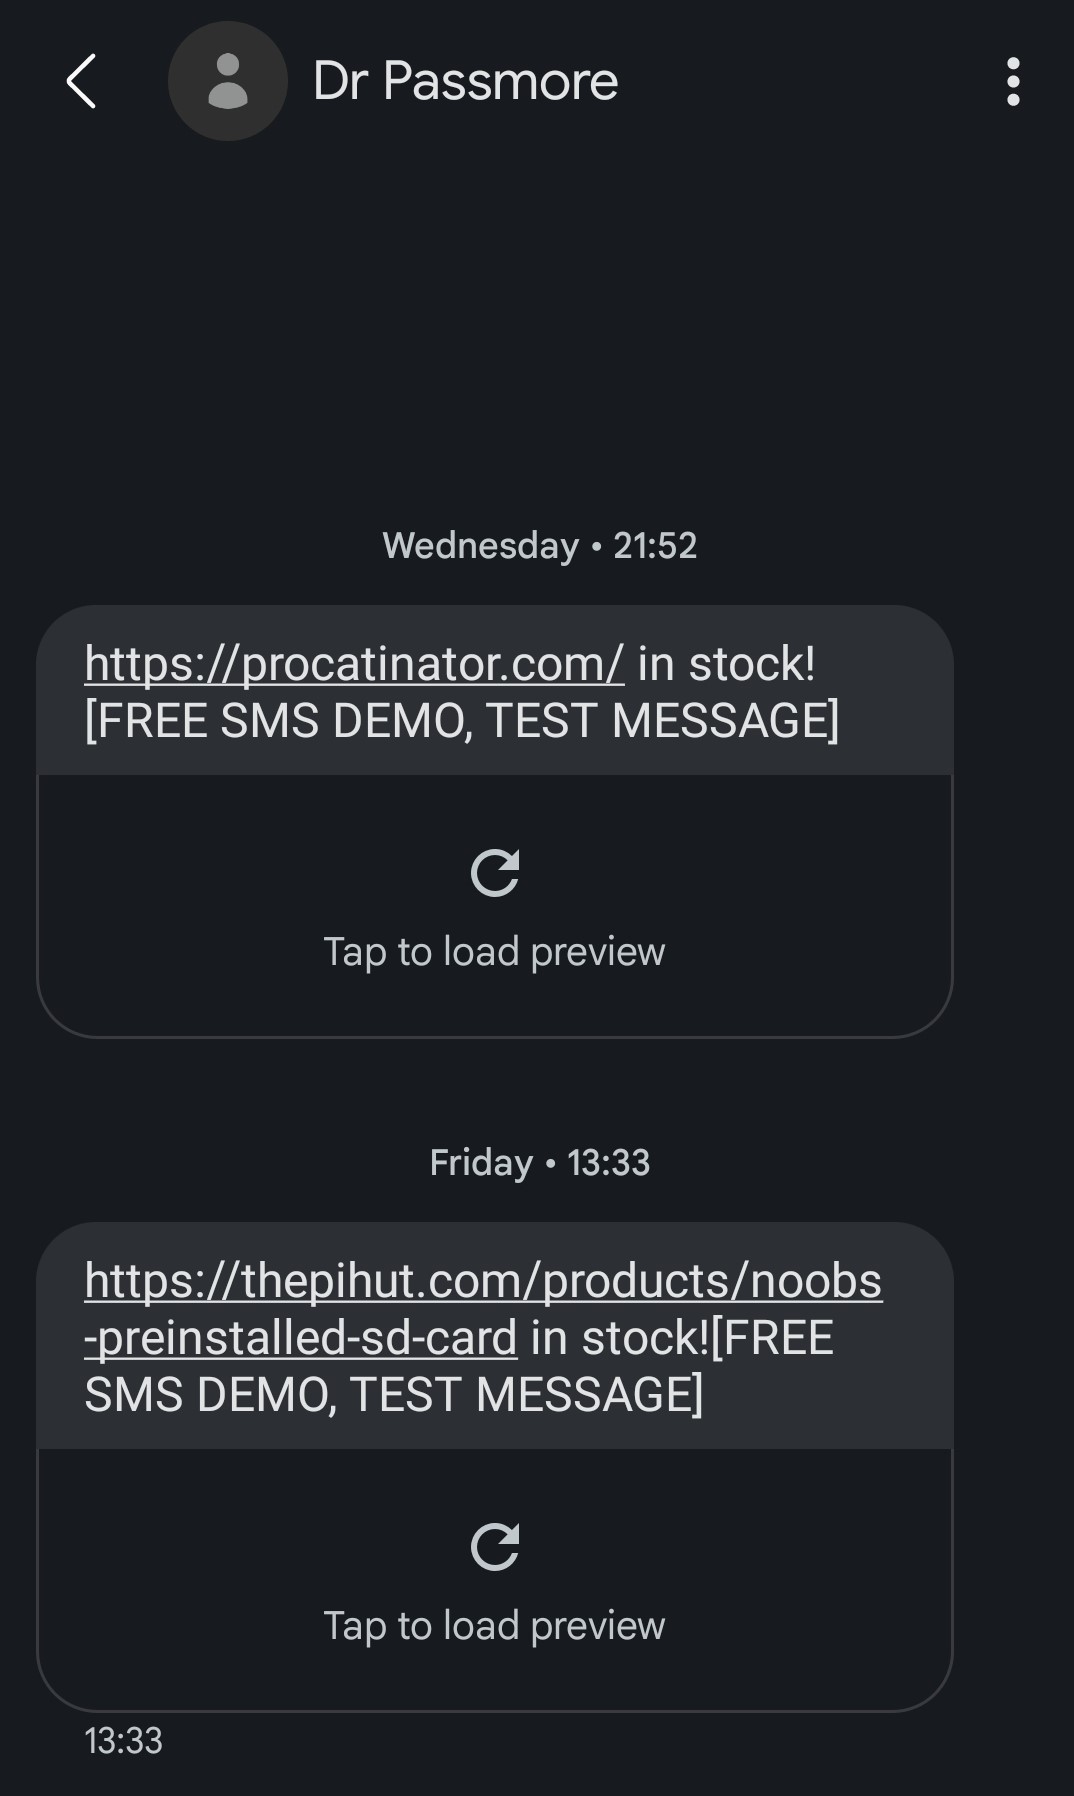 Dr Passmore
Wednesday • 21:52
https://procatinator.com/ in stock!
[FREE SMS DEMO, TEST MESSAGE]
Tap to load preview
Friday • 13:33
https://thepihut.com/products/noobs
-preinstalled-sd-card in stock![FREE
SMS DEMO, TEST MESSAGE]
Tap to load preview
13:33